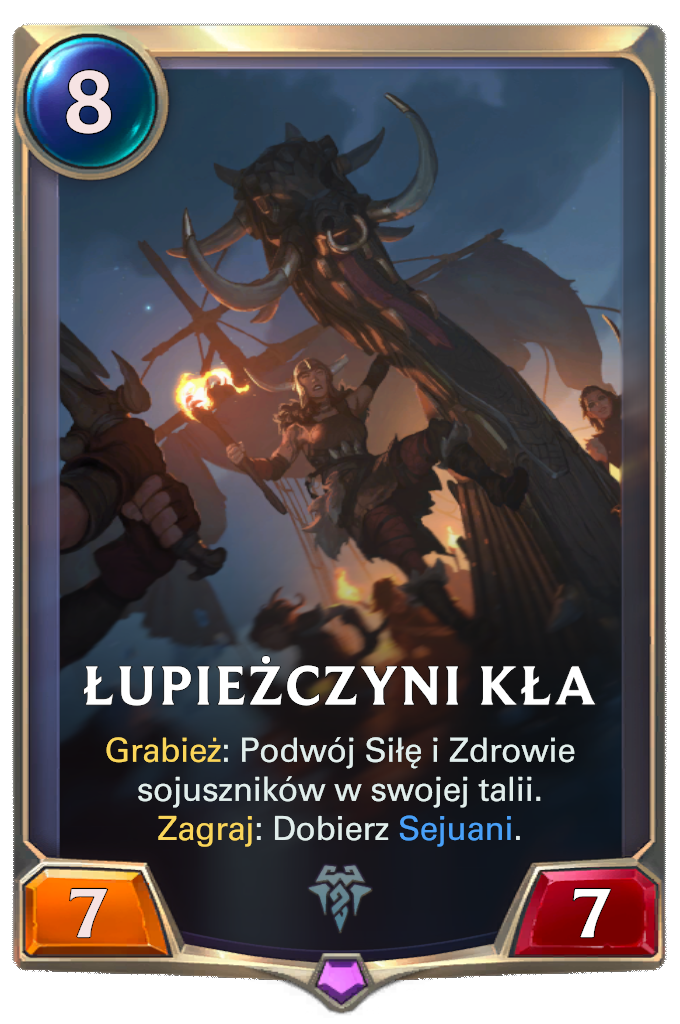 8
ŁUPIEŻCZYNI KŁA
Grabież: Podwój Siłę i Zdrowie
sojuszników w swojej talii.
Zagraj: Dobierz Sejuani.
7
7